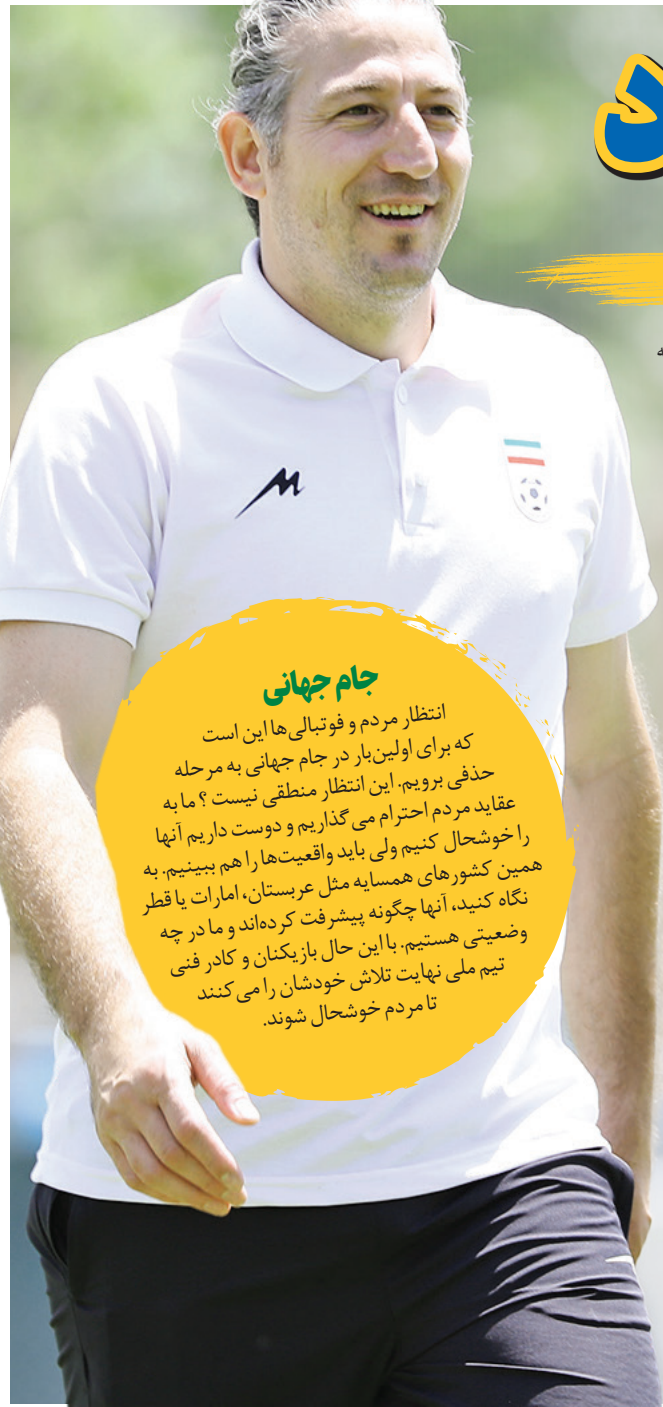 جام جهانی
انتظار مردم و فوتبالی‌ها این است
که برای اولین‌بار در جام جهانی به مرحله
حذفی برویم. این انتظار منطقی نیست ؟ ما به
عقاید مردم احترام می گذاریم و دوست داریم آنها
را خوشحال کنیم ولی باید واقعیت‌ها را هم ببینیم. به
همین کشورهای همسایه مثل عربستان، امارات یا قطر
نگاه کنید، آنها چگونه پیشرفت کرده‌اند و ما در چه
وضعیتی هستیم. با این حال بازیکنان و کادر فنی
تیم ملی نهایت تلاش خودشان را می کنند
تا مردم خوشحال شوند.